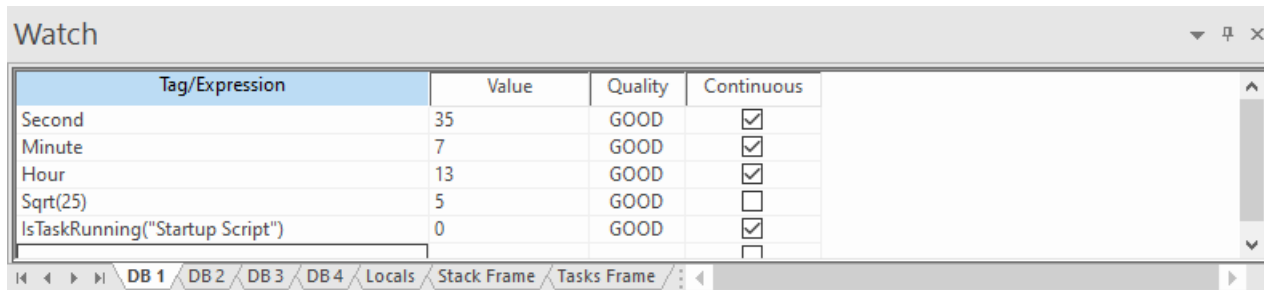 Watch
Tag/Expression Value Quality Continuous
Second 35 GOOD
Minute 7 GOOD
Hour 13 GOOD
Sqrt(25) 5 GOOD
IsTaskRunning("Startup Script") 0 GOOD
DB 1 DB 2 DB 3 DB 4 Locals Stack Frame Tasks Frame